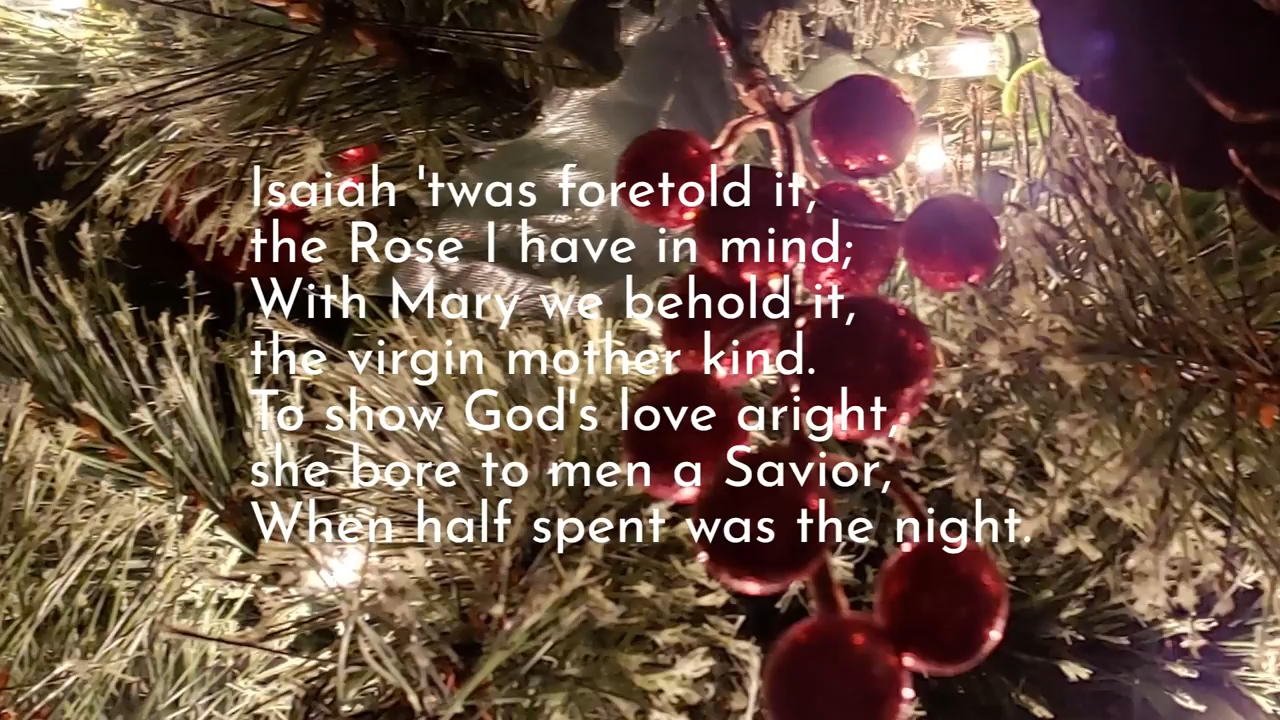 Isaiah 'twas foretold it,
the Rose I have in mind;
With Mary we behold it,
the virgin mother kind.
To show God's love aright,
she bore to men a Savior,
When half spent was the night.